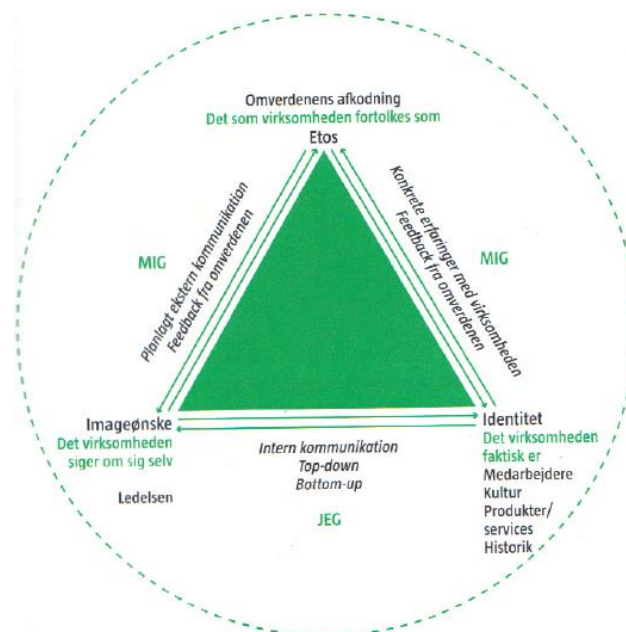 Omverdenens afkodning
Det som virksomheden fortolkes som
Etos
Planlagt ekstern kommunikation
Feedback fra omverdenen
Konkrete erfaringer med virksomheden
Feedback fra omverdenen
MIG
MIG
Imageønske
Det virksomheden
siger om sig selv
Ledelsen
Intern kommunikation
Top-down
Bottom-up
JEG
Identitet
Det virksomheden
faktisk er
Medarbejdere
Kultur
Produkter/
services
Historik